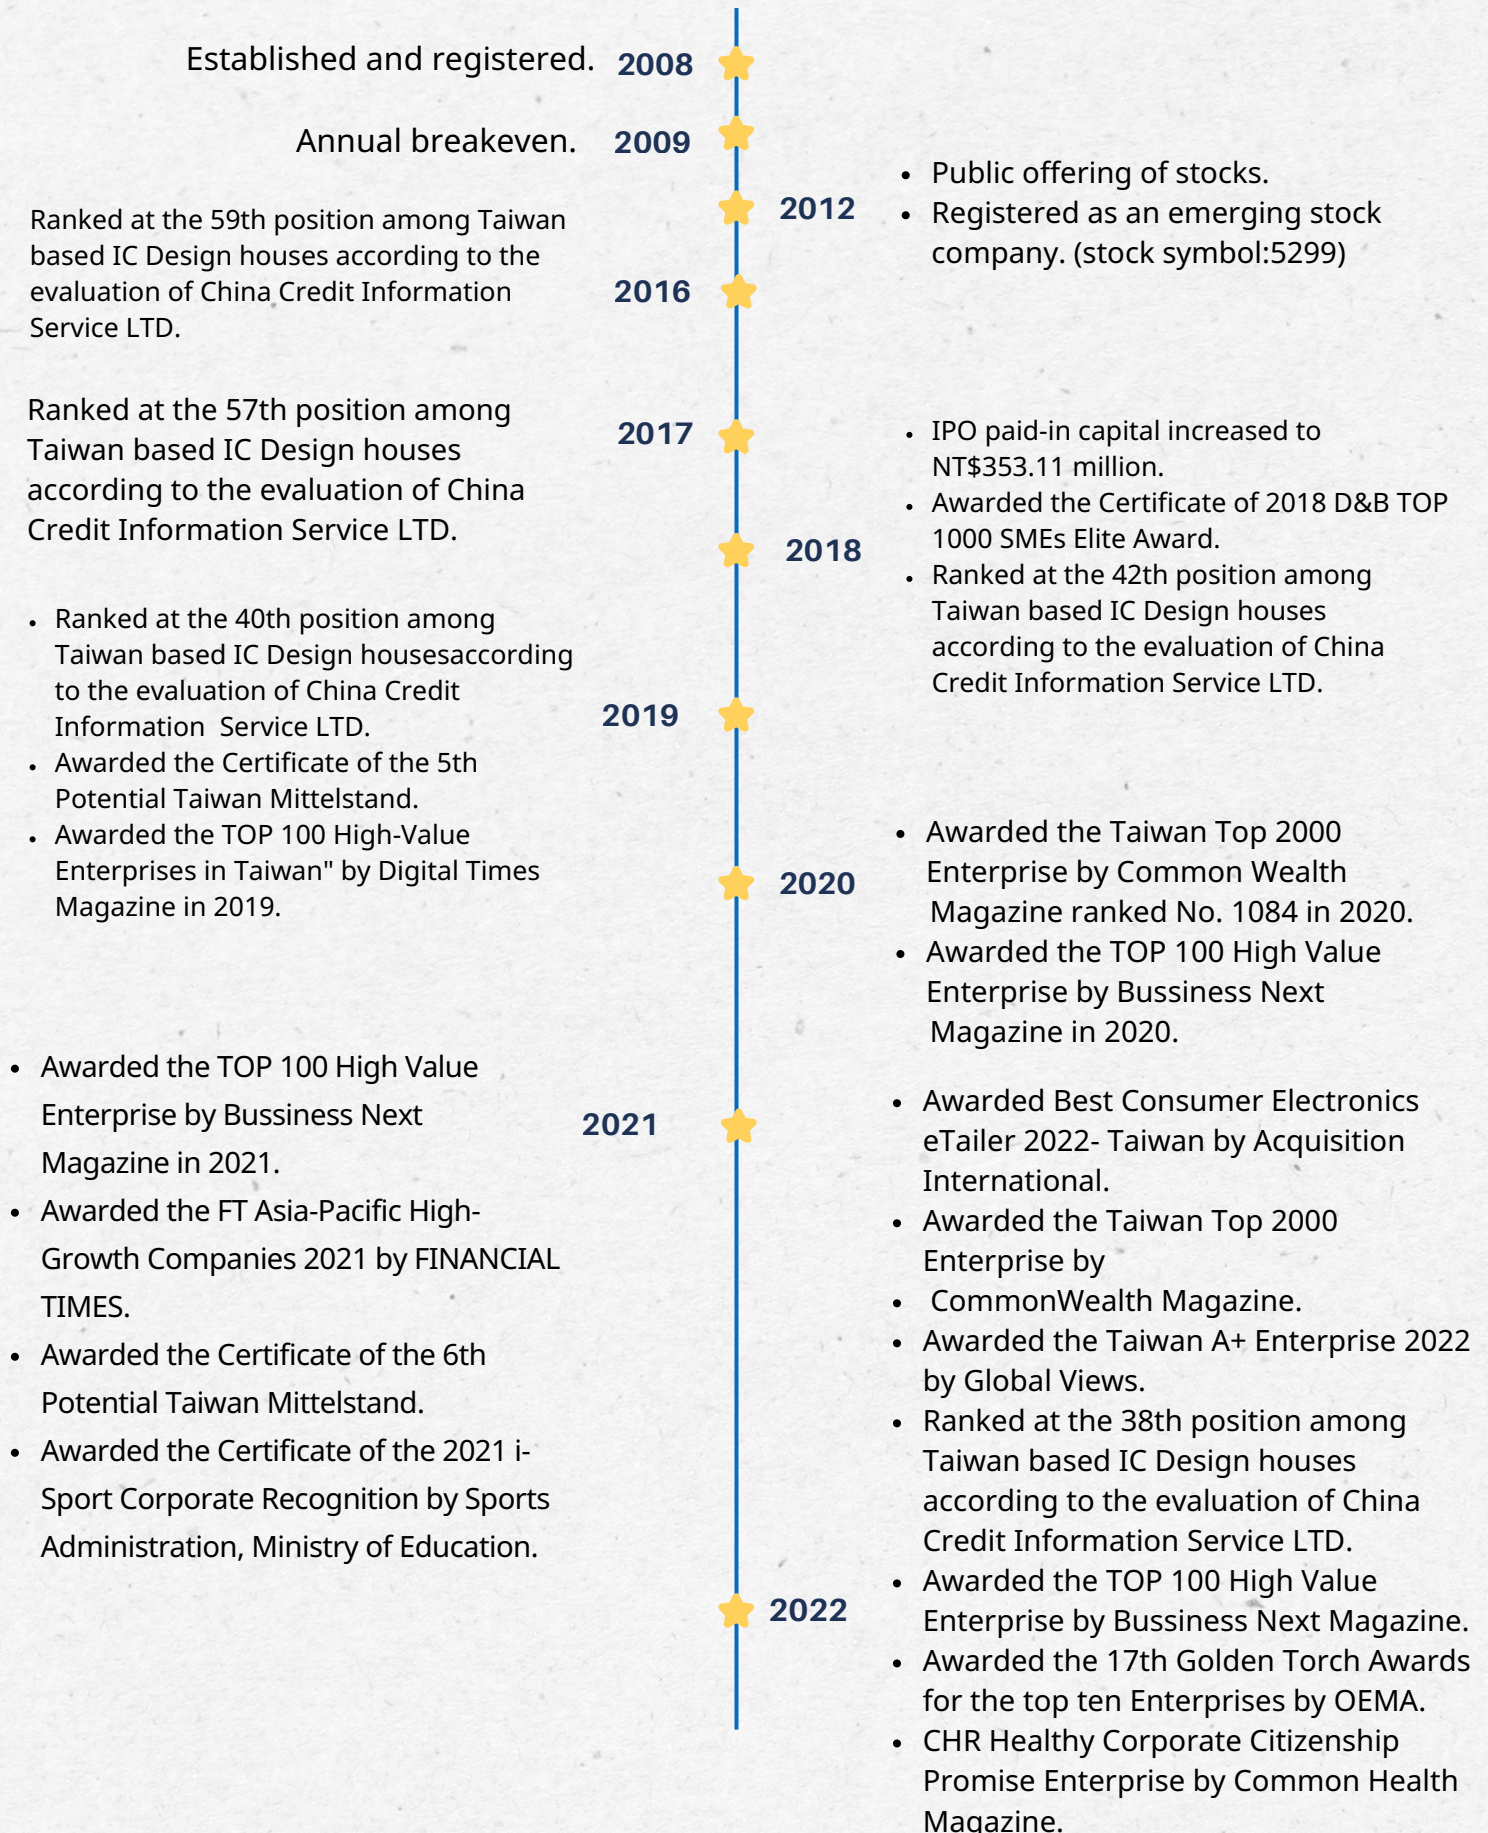 Established and registered. 2008
Annual breakeven. 2009
2012
• Public offering of stocks.
• Registered as an emerging stock
company. (stock symbol:5299)
Ranked at the 59th position among Taiwan
based IC Design houses according to the
evaluation of China Credit Information
Service LTD.
2016
Ranked at the 57th position among
Taiwan based IC Design houses
according to the evaluation of China
Credit Information Service LTD.
2017
2018
• IPO paid-in capital increased to
NT$353.11 million.
• Awarded the Certificate of 2018 D&B TOP
1000 SMEs Elite Award.
• Ranked at the 42th position among
Taiwan based IC Design houses
according to the evaluation of China
Credit Information Service LTD.
• Ranked at the 40th position among
Taiwan based IC Design housesaccording
to the evaluation of China Credit
Information  Service LTD.
• Awarded the Certificate of the 5th
Potential Taiwan Mittelstand.
• Awarded the TOP 100 High-Value
Enterprises in Taiwan" by Digital Times
Magazine in 2019.
2019
2020
• Awarded the Taiwan Top 2000
Enterprise by Common Wealth
Magazine ranked No. 1084 in 2020.
• Awarded the TOP 100 High Value
Enterprise by Bussiness Next
Magazine in 2020.
• Awarded the TOP 100 High Value
Enterprise by Bussiness Next
Magazine in 2021.
• Awarded the FT Asia-Pacific High-
Growth Companies 2021 by FINANCIAL
TIMES.
• Awarded the Certificate of the 6th
Potential Taiwan Mittelstand.
• Awarded the Certificate of the 2021 i-
Sport Corporate Recognition by Sports
Administration, Ministry of Education.
2021
2022
• Awarded Best Consumer Electronics
eTailer 2022- Taiwan by Acquisition
International.
• Awarded the Taiwan Top 2000
Enterprise by
• CommonWealth Magazine.
• Awarded the Taiwan A+ Enterprise 2022
by Global Views.
• Ranked at the 38th position among
Taiwan based IC Design houses
according to the evaluation of China
Credit Information Service LTD.
• Awarded the TOP 100 High Value
Enterprise by Bussiness Next Magazine.
• Awarded the 17th Golden Torch Awards
for the top ten Enterprises by OEMA.
• CHR Healthy Corporate Citizenship
Promise Enterprise by Common Health
Magazine.